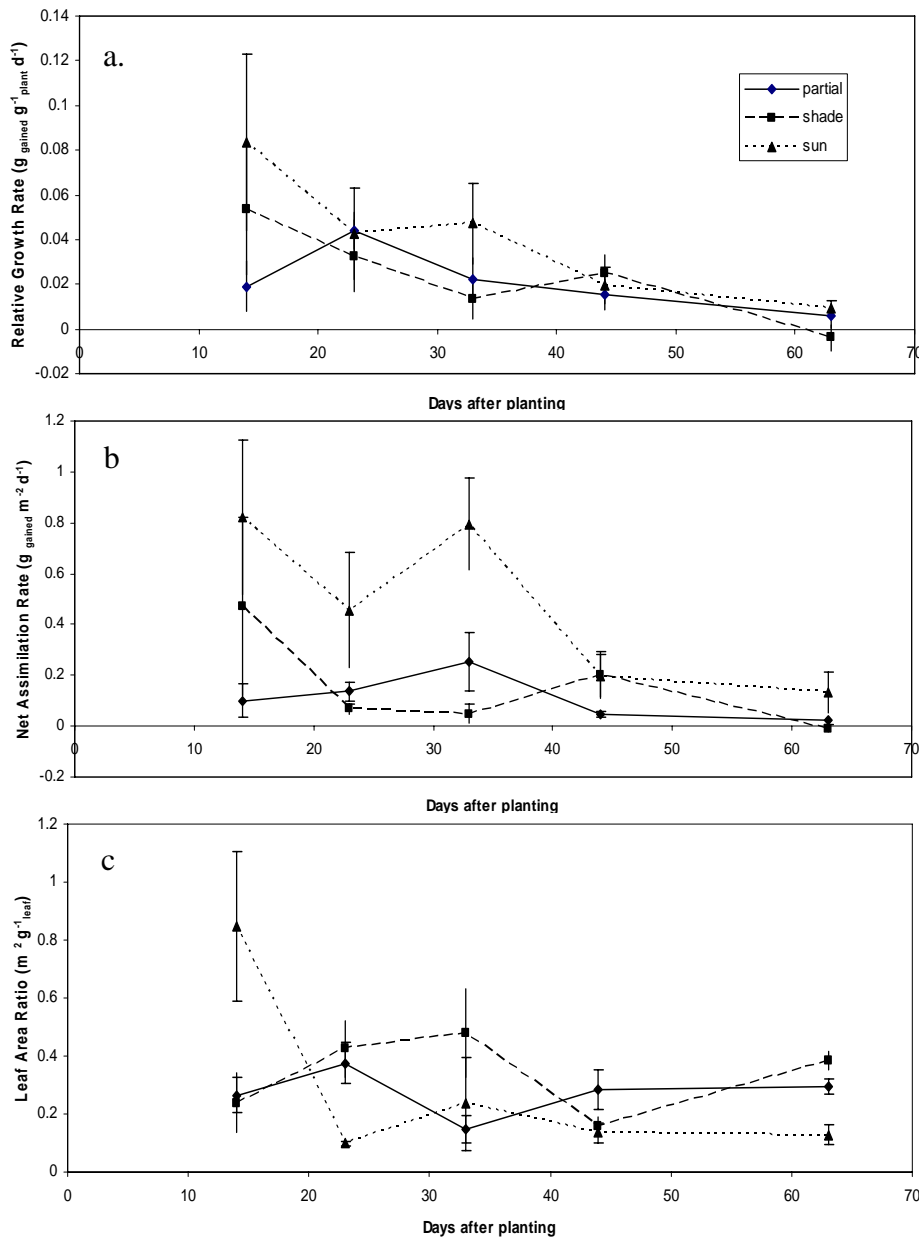 a.
0.14
0.12
0.1
0.08
0.06
0.04
0.02
0
-0.02
Relative Growth Rate (g gained g-1 plant d-1)
partial
shade
sun
0 10 20 30 40 50 60 70
Days after planting
b
1.2
1
0.8
0.6
0.4
0.2
0
-0.2
Net Assimilation Rate (g gained m-2 d-1)
0 10 20 30 40 50 60 70
Days after planting
c
1.2
1
0.8
0.6
0.4
0.2
0
Leaf Area Ratio (m 2 g-1 leaf)
0 10 20 30 40 50 60 70
Days after planting